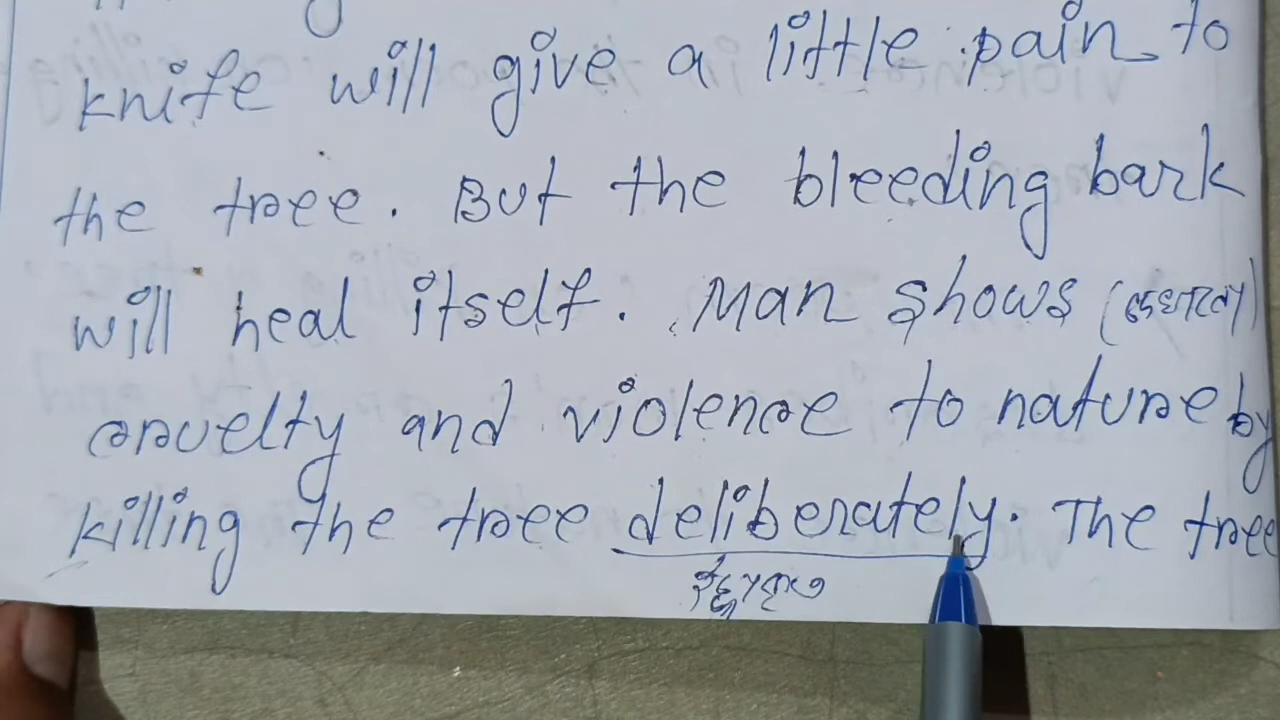 knife will give a little pain to
the tree. But the bleeding bark
will heal itself. Man shows
cruelty and violence to nature by
killing the tree deliberately. The tree